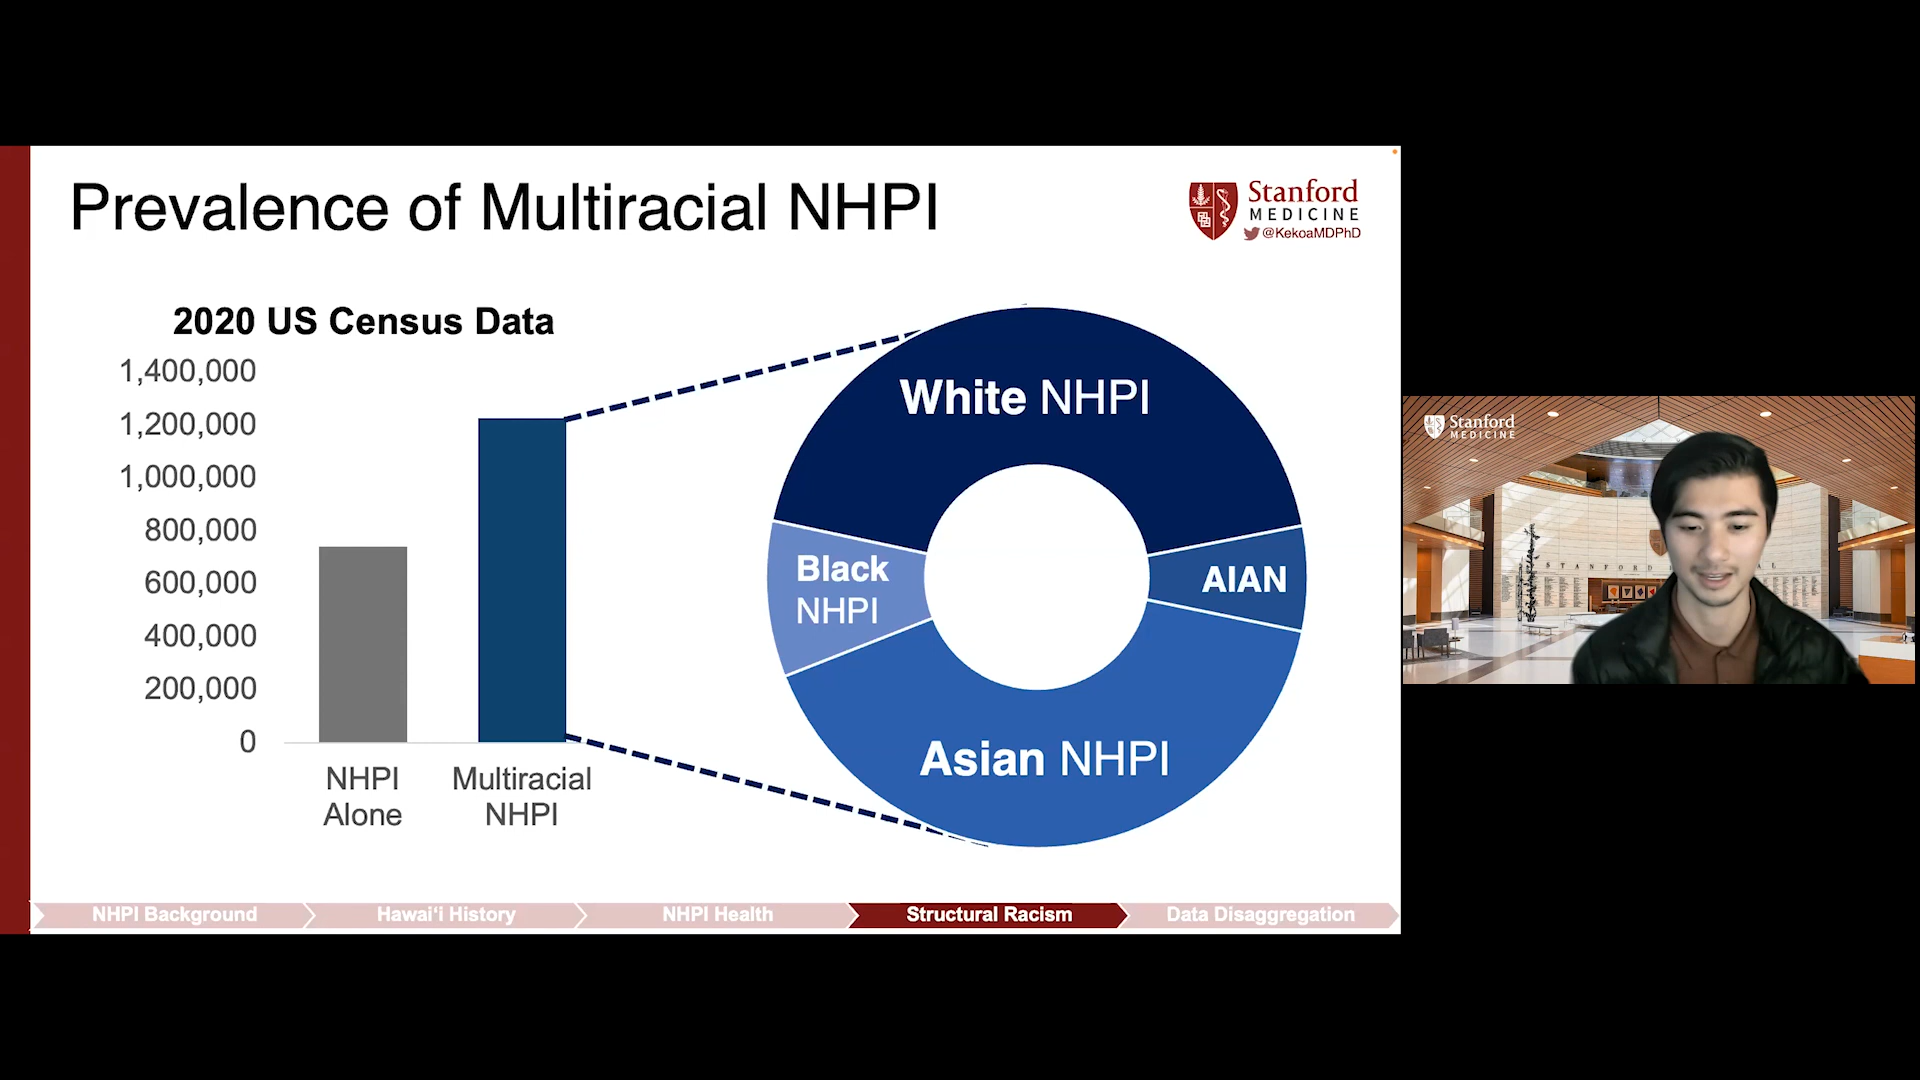 Prevalence of Multiracial NHPI
Stanford
MEDICINE
@KekoaMDPhD
2020 US Census Data
1,400,000
1,200,000
1,000,000
800,000
600,000
400,000
200,000
0
NHPI
Alone
Multiracial
NHPI
White NHPI
Black
NHPI
AIAN
Asian NHPI
NHPI Background
Hawai‘i History
NHPI Health
Structural Racism
Data Disaggregation
Stanford
MEDICINE